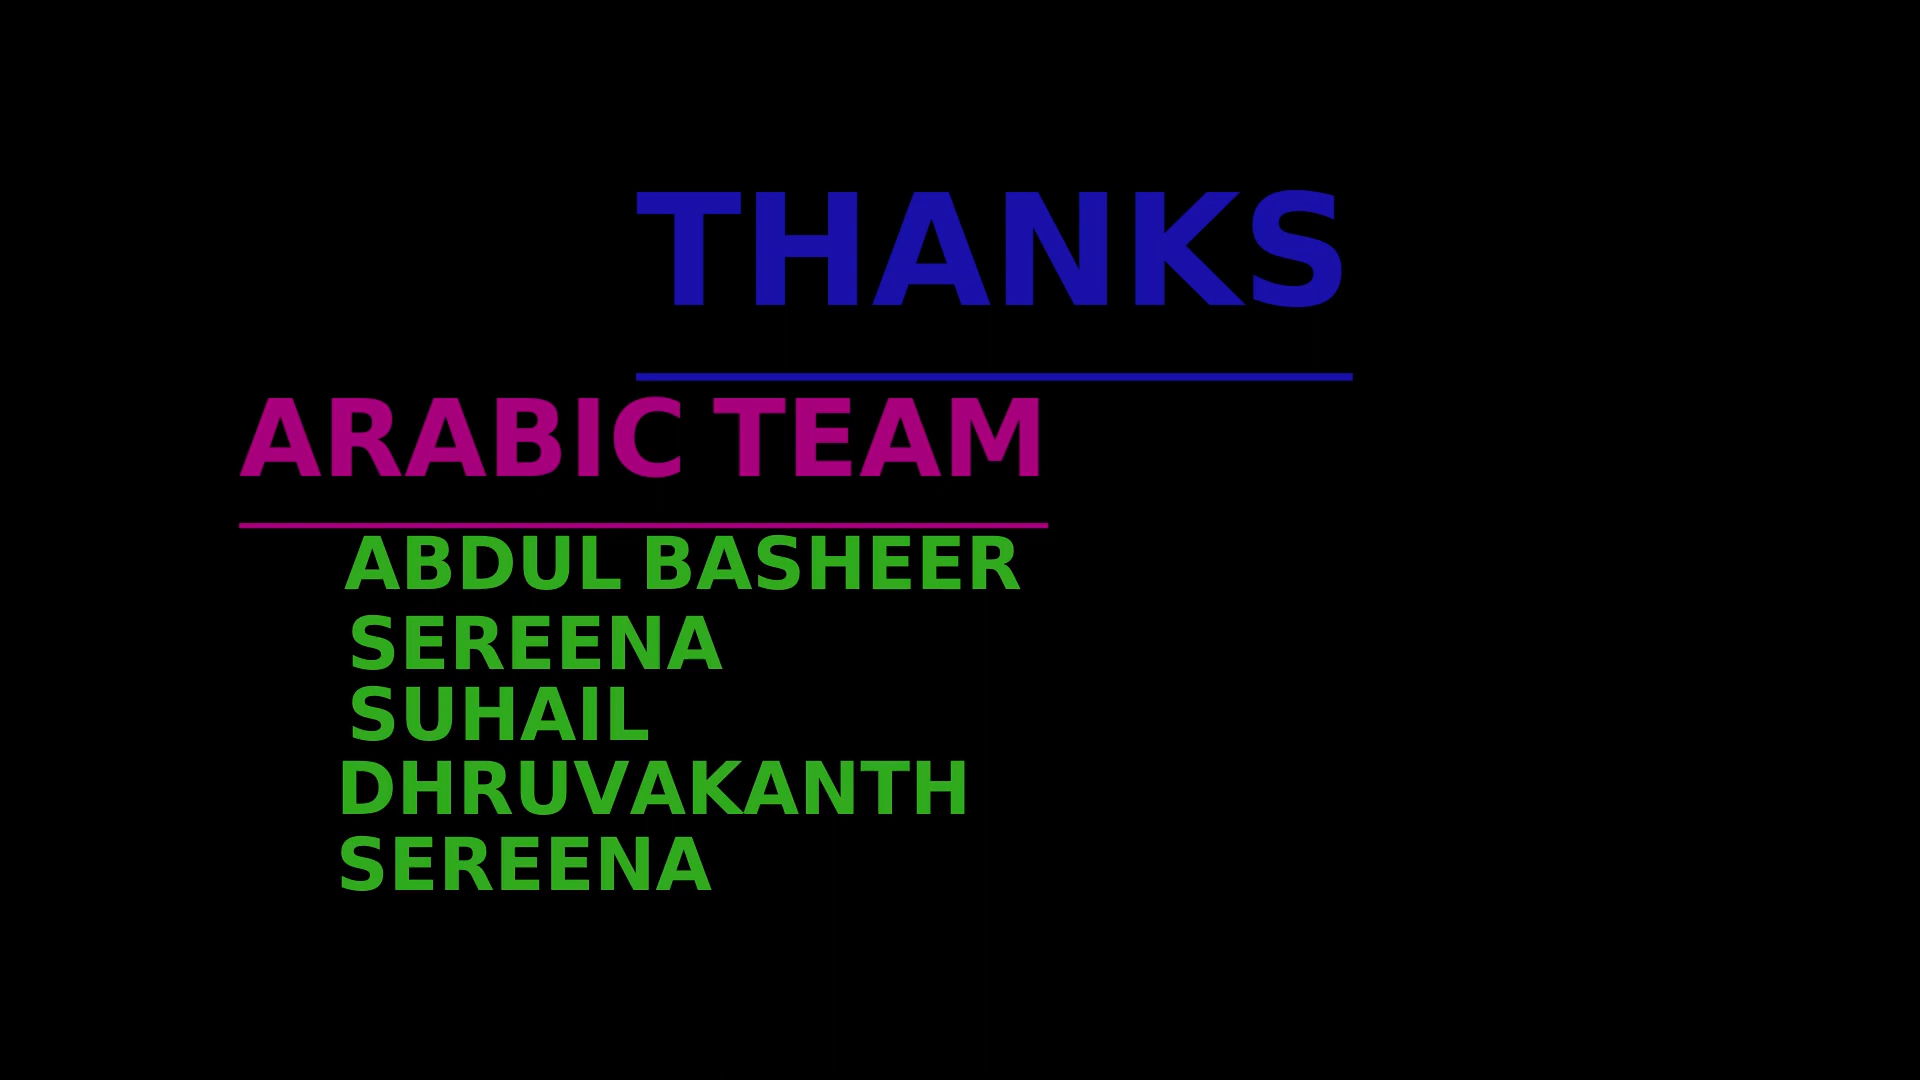 THANKS
ARABIC TEAM
ABDUL BASHEER
SEREENA
SUHAIL
DHRUVAKANTH
SEREENA